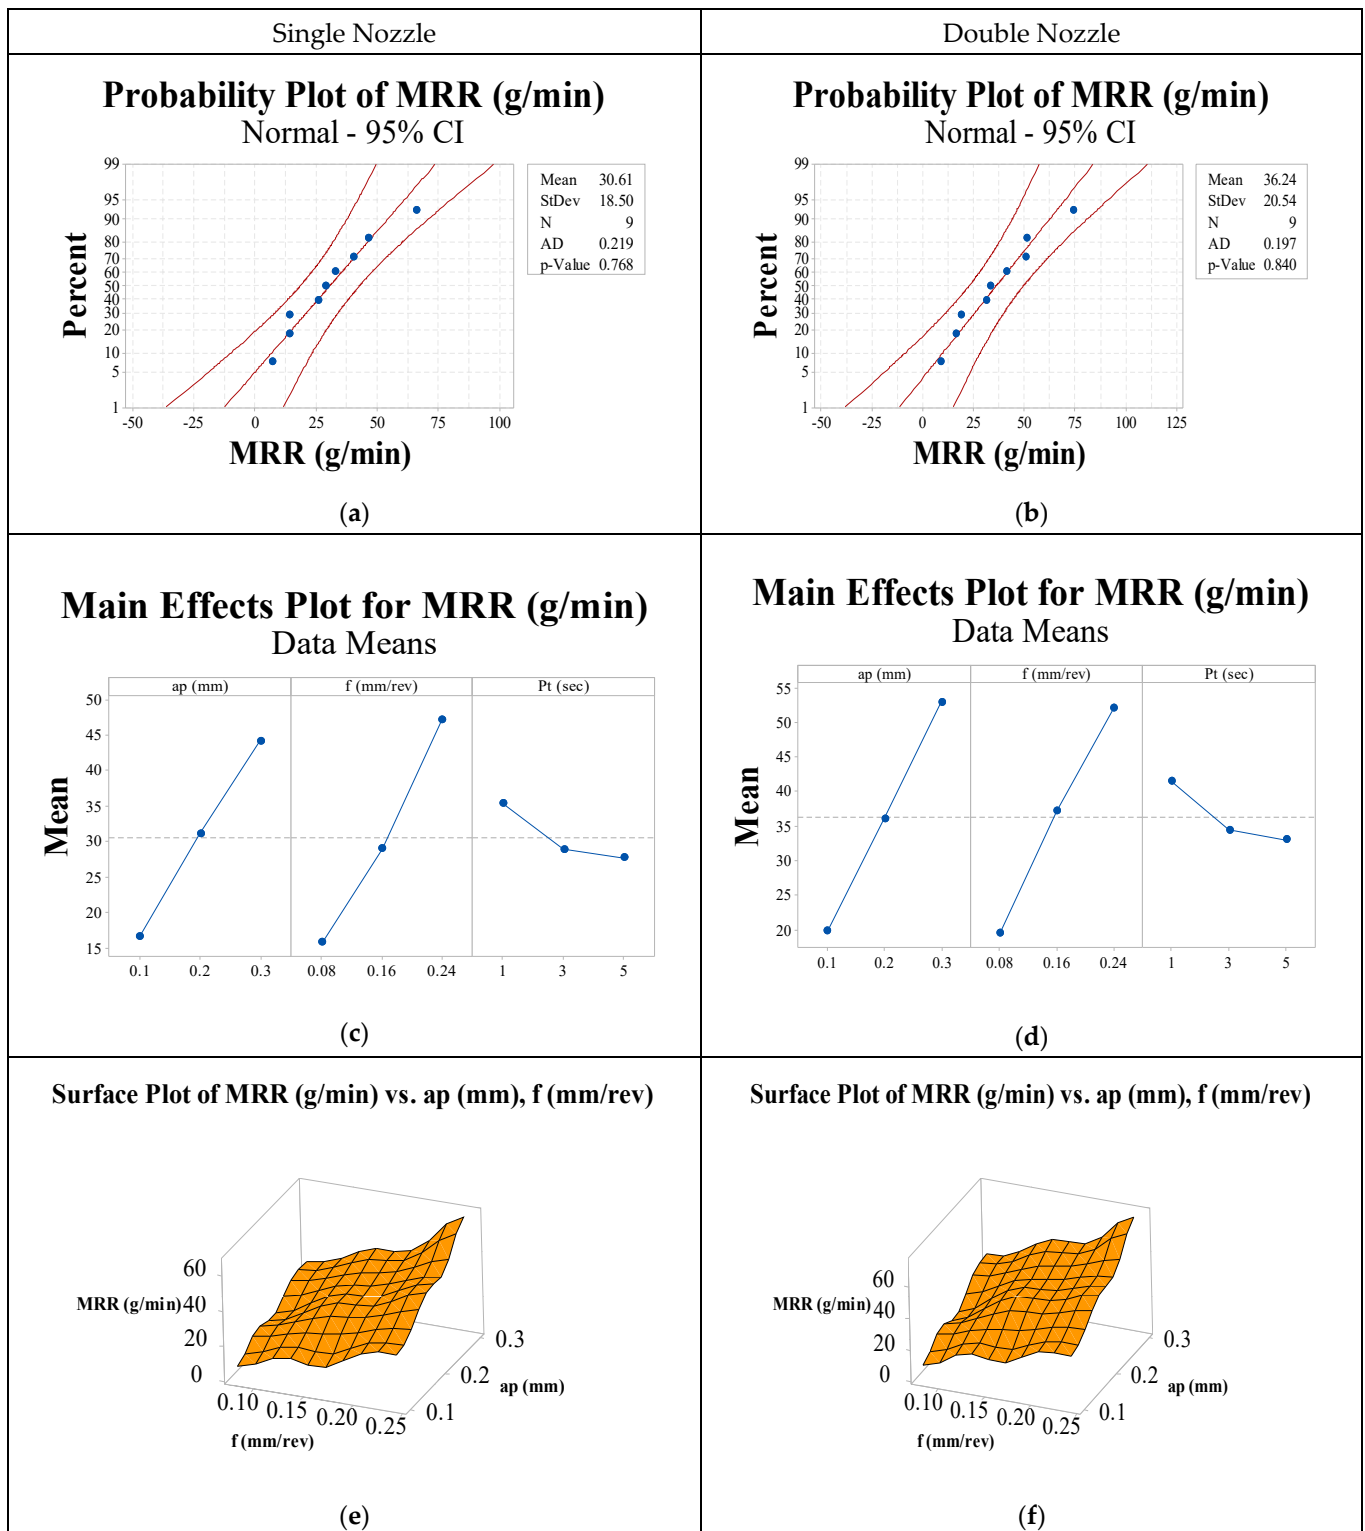 Single Nozzle
Double Nozzle
Probability Plot of MRR (g/min)
Normal - 95% CI
99
95
90
80
70
60
50
40
30
20
10
5
1
Percent
-50 -25 0 25 50 75 100
MRR (g/min)
Mean 30.61
StDev 18.50
N 9
AD 0.219
p-Value 0.768
(a)
Probability Plot of MRR (g/min)
Normal - 95% CI
99
95
90
80
70
60
50
40
30
20
10
5
1
Percent
-50 -25 0 25 50 75 100 125
MRR (g/min)
Mean 36.24
StDev 20.54
N 9
AD 0.197
p-Value 0.840
(b)
Main Effects Plot for MRR (g/min)
Data Means
ap (mm) f (mm/rev) Pt (sec)
50
45
40
35
30
25
20
15
Mean
0.1 0.2 0.3 0.08 0.16 0.24 1 3 5
(c)
Main Effects Plot for MRR (g/min)
Data Means
ap (mm) f (mm/rev) Pt (sec)
55
50
45
40
35
30
25
20
Mean
0.1 0.2 0.3 0.08 0.16 0.24 1 3 5
(d)
Surface Plot of MRR (g/min) vs. ap (mm), f (mm/rev)
60
MRR (g/min) 40
20
0
0.3
0.2 ap (mm)
0.1
0.10 0.15 0.20 0.25
f (mm/rev)
(e)
Surface Plot of MRR (g/min) vs. ap (mm), f (mm/rev)
60
MRR (g/min) 40
20
0
0.3
0.2 ap (mm)
0.1
0.10 0.15 0.20 0.25
f (mm/rev)
(f)